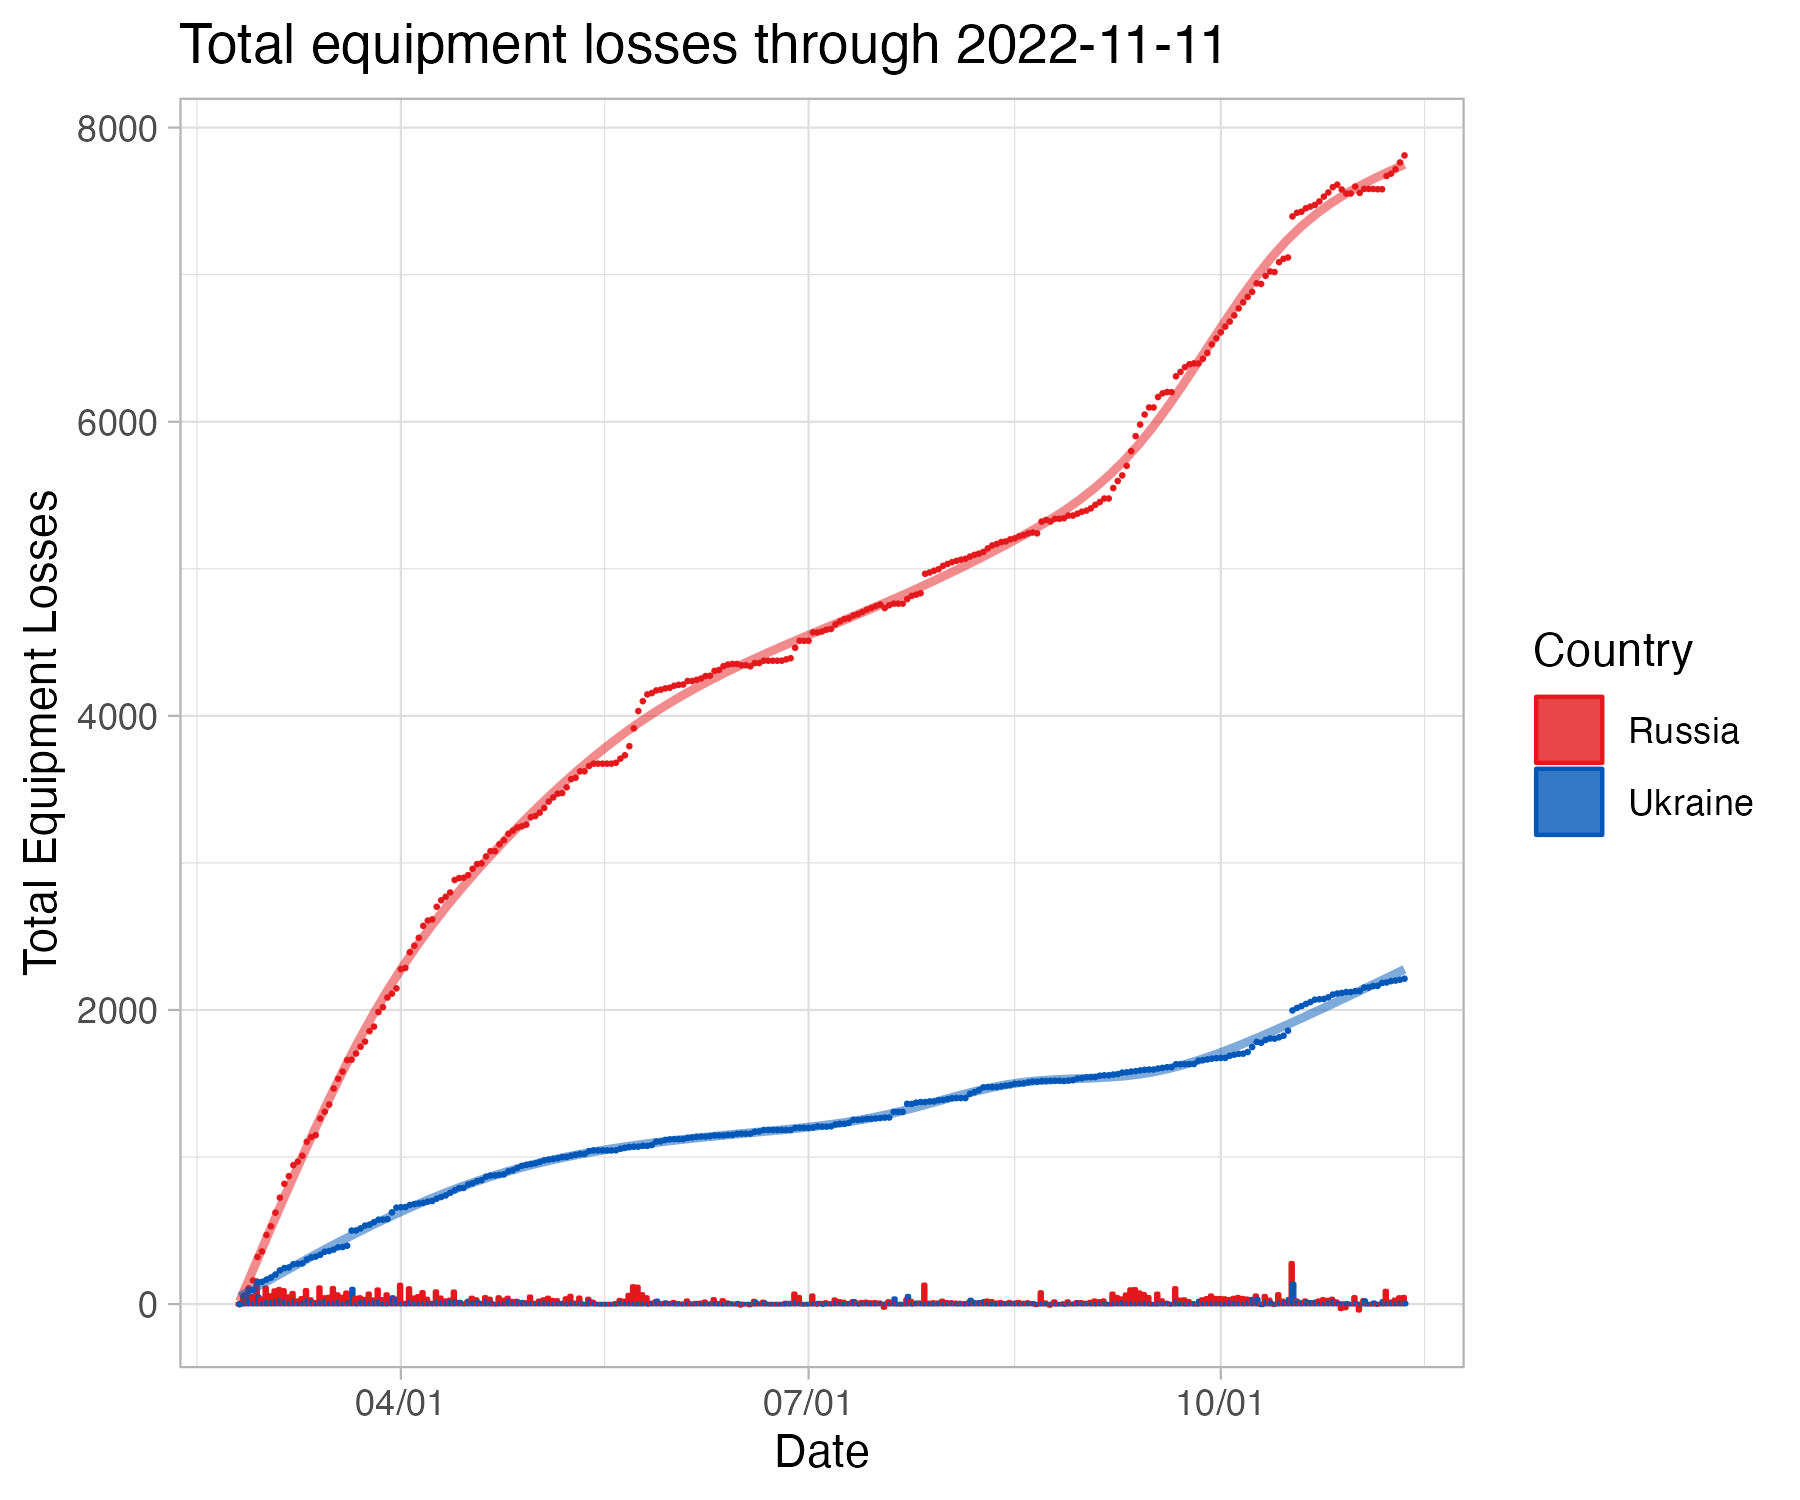 Total equipment losses through 2022-11-11
Total Equipment Losses
8000
6000
4000
2000
0
04/01
07/01
10/01
Date
Country
Russia
Ukraine